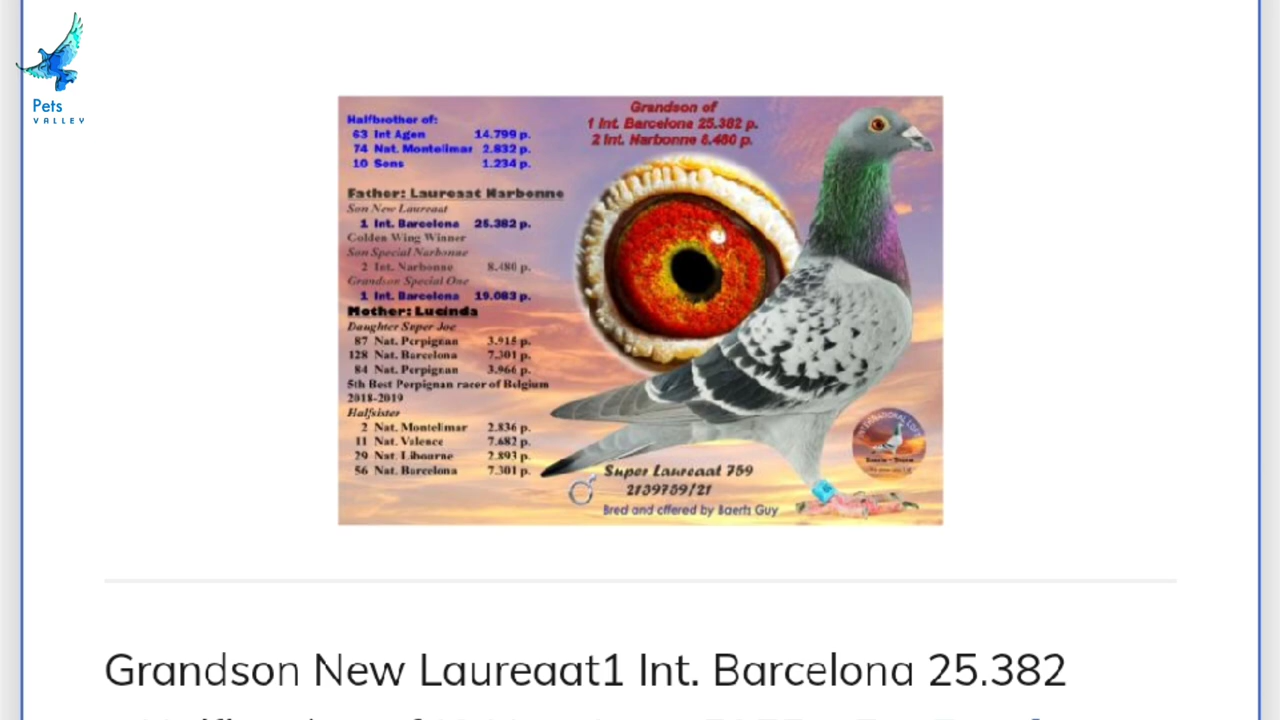 Pets
VALLEY
Grandson of
1 Int. Barcelona 25.382 p.
2 Int. Narbonne 8.480 p.
Halfbrother of:
63 Int Agen 14.799 p.
74 Nat. Montelimar 2.832 p.
10 Sens 1.234 p.
Father: Laureaat Narbonne
Son New Laureaat
1 Int. Barcelona 25.382 p.
Golden Wing Winner
Son Special Narbonne
2 Int. Narbonne 8.480 p.
Grandson Special One
1 Int. Barcelona 19.083 p.
Mother: Lucinda
Daughter Super Joe
87 Nat. Perpignan 3.915 p.
128 Nat. Barcelona 7.301 p.
84 Nat. Perpignan 3.966 p.
5th Best Perpignan racer of Belgium
2018-2019
Halfsister
2 Nat. Montelimar 2.836 p.
11 Nat. Valence 7.682 p.
29 Nat. Libourne 2.893 p.
56 Nat. Barcelona 7.301 p.
Super Laureaat 759
2139759/21
Bred and offered by Baerts Guy
Grandson New Laureaat1 Int. Barcelona 25.382